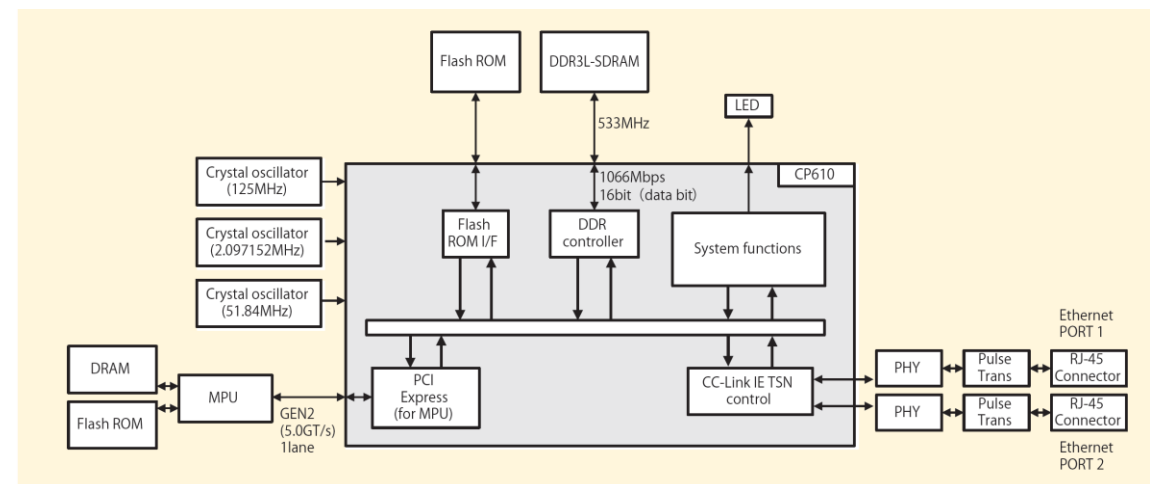 Flash ROM
DDR3L-SDRAM
LED
533MHz
Crystal oscillator
(125MHz)
1066Mbps
16bit（data bit）
CP610
Crystal oscillator
(2.097152MHz)
Flash
ROM I/F
DDR
controller
System functions
Crystal oscillator
(51.84MHz)
Ethernet
PORT 1
DRAM
Flash ROM
MPU
GEN2
(5.0GT/s)
1lane
PCI
Express
(for MPU)
CC-Link IE TSN
control
PHY
Pulse
Trans
RJ-45
Connector
PHY
Pulse
Trans
RJ-45
Connector
Ethernet
PORT 2